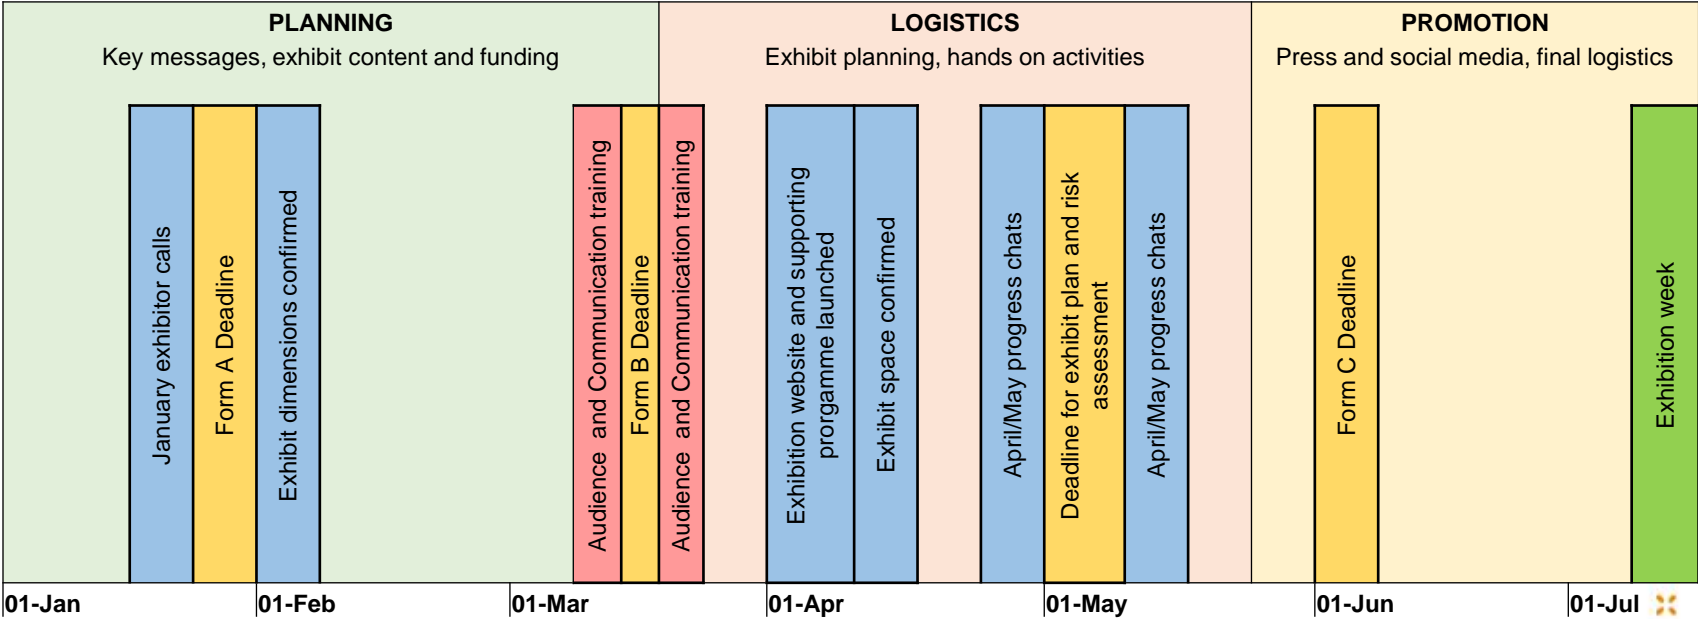 PLANNING
Key messages, exhibit content and funding
LOGISTICS
Exhibit planning, hands on activities
PROMOTION
Press and social media, final logistics
January exhibitor calls
Form A Deadline
Exhibit dimensions confirmed
Audience and Communication training
Form B Deadline
Audience and Communication training
Exhibition website and supporting
prorgamme launched
Exhibit space confirmed
April/May progress chats
Deadline for exhibit plan and risk
assessment
April/May progress chats
Form C Deadline
Exhibition week
01-Jan
01-Feb
01-Mar
01-Apr
01-May
01-Jun
01-Jul